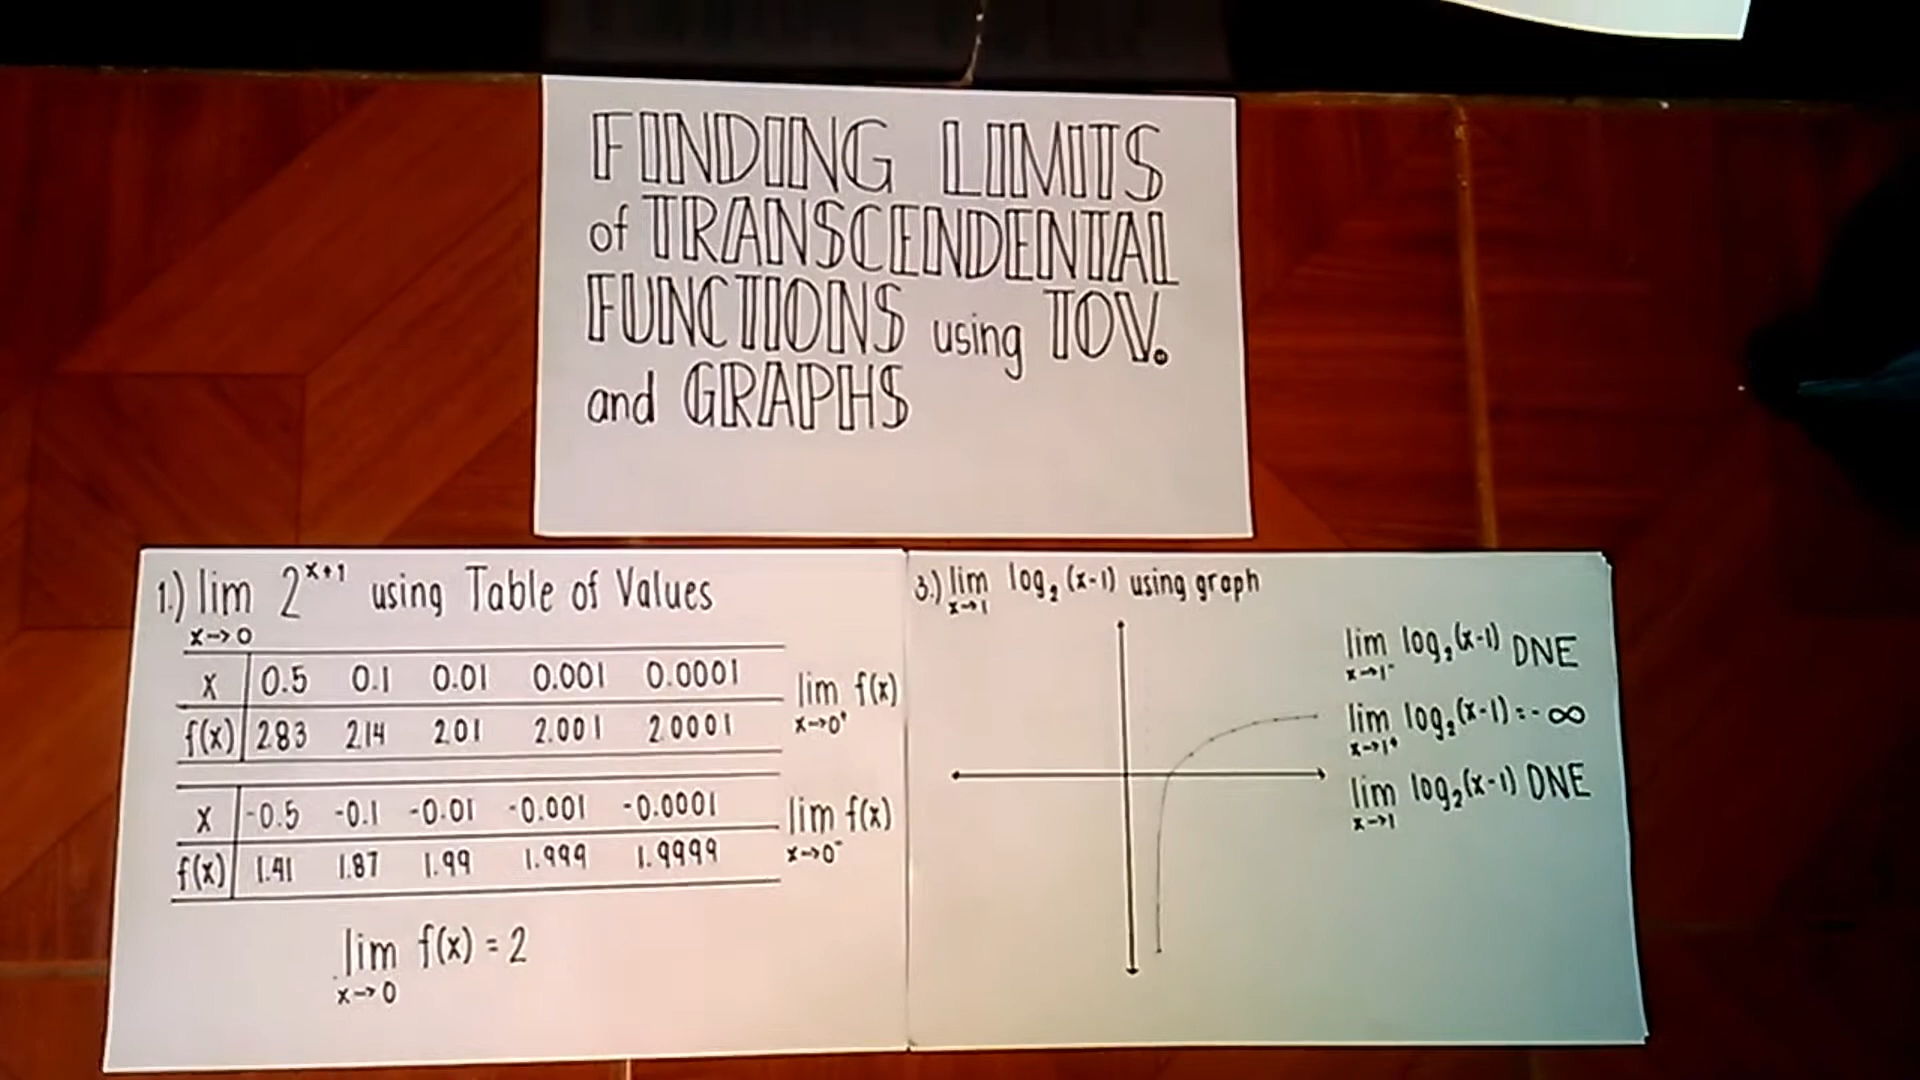 FINDING LIMITS
of TRANSCENDENTAL
FUNCTIONS using TOV.
and GRAPHS
1.) lim 2^x+1 using Table of Values
x→0
x 0.5 0.1 0.01 0.001 0.0001
f(x) 2.83 2.14 2.01 2.001 2.0001
lim f(x)
x→0⁺
x -0.5 -0.1 -0.01 -0.001 -0.0001
f(x) 1.41 1.87 1.99 1.999 1.9999
lim f(x)
x→0⁻
lim f(x) = 2
x→0
3.) lim log₂ (x-1) using graph
x→1
lim log₂(x-1) DNE
x→1⁻
lim log₂(x-1) = -∞
x→1⁺
lim log₂(x-1) DNE
x→1